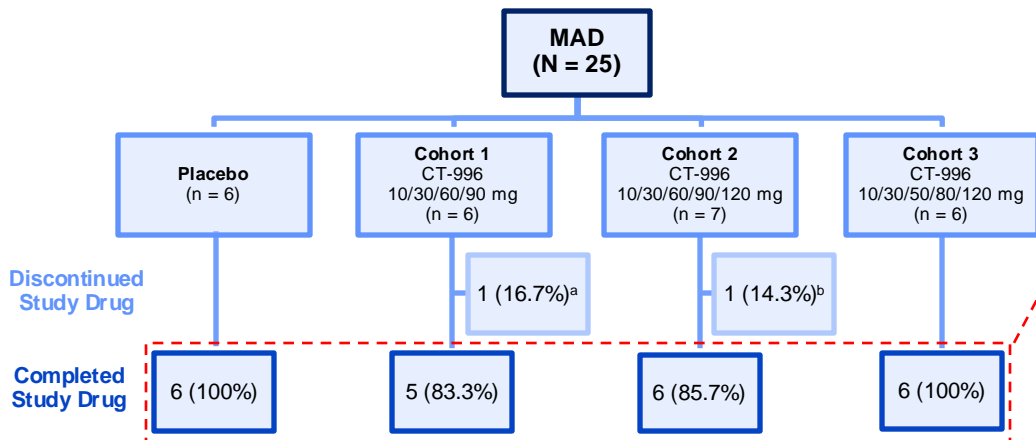 MAD
(N = 25)
Placebo
(n = 6)
Cohort 1
CT-996
10/30/60/90 mg
(n = 6)
Cohort 2
CT-996
10/30/60/90/120 mg
(n = 7)
Cohort 3
CT-996
10/30/50/80/120 mg
(n = 6)
Discontinued
Study Drug
1 (16.7%)ᵃ
1 (14.3%)ᵇ
Completed
Study Drug
6 (100%)
5 (83.3%)
6 (85.7%)
6 (100%)